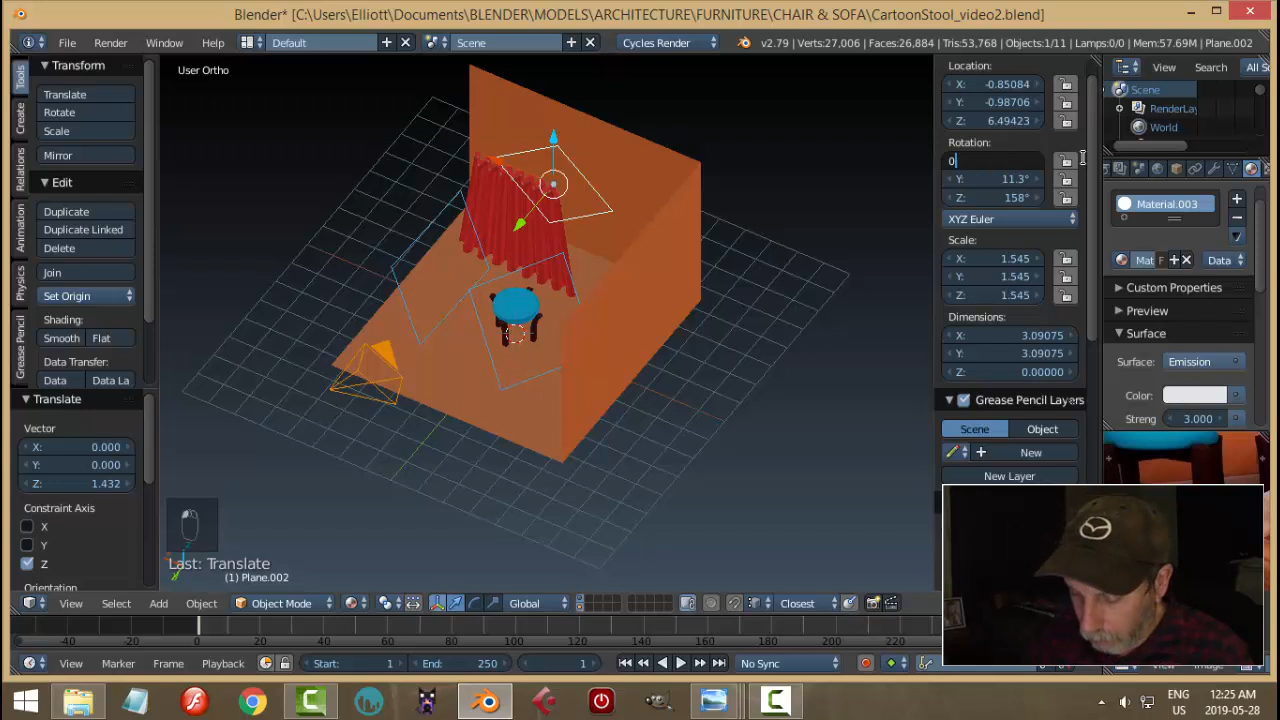 Blender* [C:\Users\Elliott\Documents\BLENDER\MODELS\ARCHITECTURE\FURNITURE\CHAIR & SOFA\CartoonStool_video2.blend]
File Render Window Help Default Scene Cycles Render v2.79 | Verts:27,006 | Faces:26,884 | Tris:53,768 | Objects:1/11 | Lamps:0/0 | Mem:57.69M | Plane.002
Tools
Create
Relations
Animation
Physics
Grease Pencil
Transform
Translate
Rotate
Scale
Mirror
Edit
Duplicate
Duplicate Linked
Delete
Join
Set Origin
Shading:
Smooth Flat
Data Transfer:
Data Data La
Translate
Vector
X: 0.000
Y: 0.000
Z: 1.432
Constraint Axis
X
Y
Z
Orientation
User Ortho
Last: Translate
(1) Plane.002
View Select Add Object Object Mode Global Closest
Location:
X: -0.85084
Y: -0.98706
Z: 6.49423
Rotation:
0
Y: 11.3°
Z: 158°
XYZ Euler
Scale:
X: 1.545
Y: 1.545
Z: 1.545
Dimensions:
X: 3.09075
Y: 3.09075
Z: 0.00000
Grease Pencil Layers
Scene Object
New
New Layer
View Search All S
Scene
RenderLay
World
Material.003
Mat F Data
Custom Properties
Preview
Surface
Surface: Emission
Color:
Streng 3.000
-40 -20 0 20 40 60 80 100 120 140 160 180 200 220
View Marker Frame Playback Start: 1 End: 250 1 No Sync
ENG
US
12:25 AM
2019-05-28